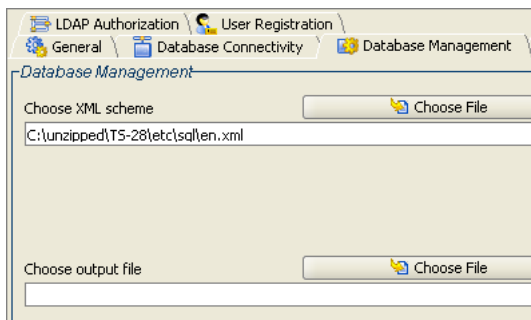 LDAP Authorization User Registration
General Database Connectivity Database Management
Database Management
Choose XML scheme Choose File
C:\unzipped\TS-28\etc\sql\en.xml
Choose output file Choose File